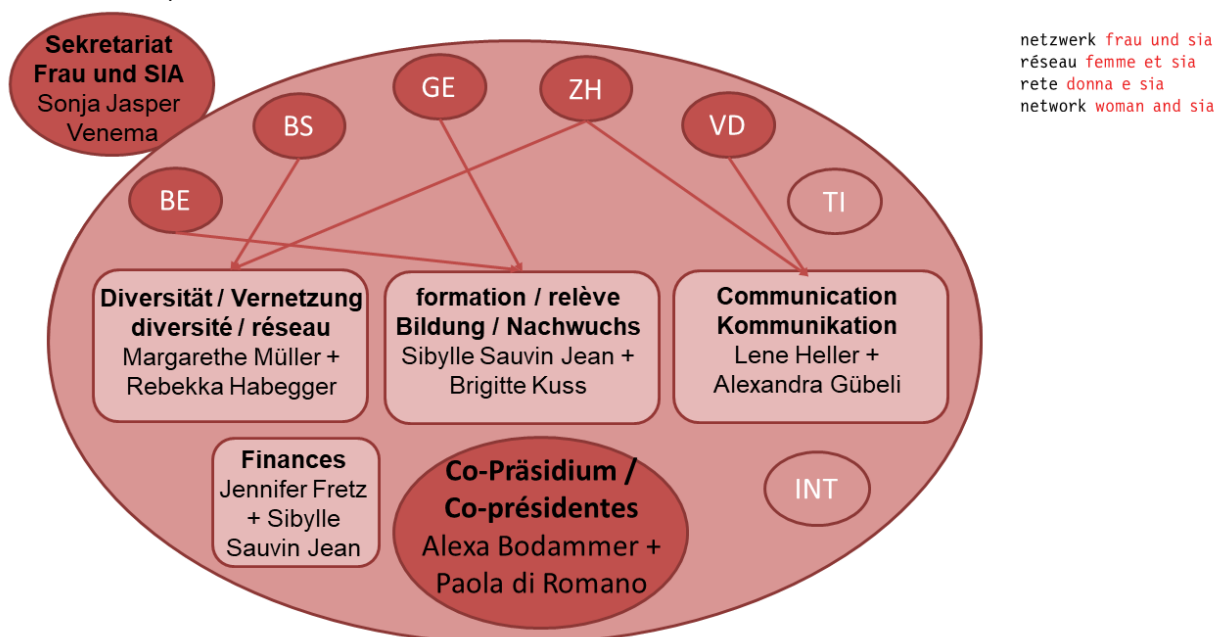 Sekretariat
Frau und SIA
Sonja Jasper
Venema
netzwerk frau und sia
réseau femme et sia
rete donna e sia
network woman and sia
BE
BS
GE
ZH
VD
TI
Diversität / Vernetzung
diversité / réseau
Margarethe Müller +
Rebekka Habegger
formation / relève
Bildung / Nachwuchs
Sibylle Sauvin Jean +
Brigitte Kuss
Communication
Kommunikation
Lene Heller +
Alexandra Gübeli
Finances
Jennifer Fretz
+ Sibylle
Sauvin Jean
Co-Präsidium /
Co-présidentes
Alexa Bodammer +
Paola di Romano
INT